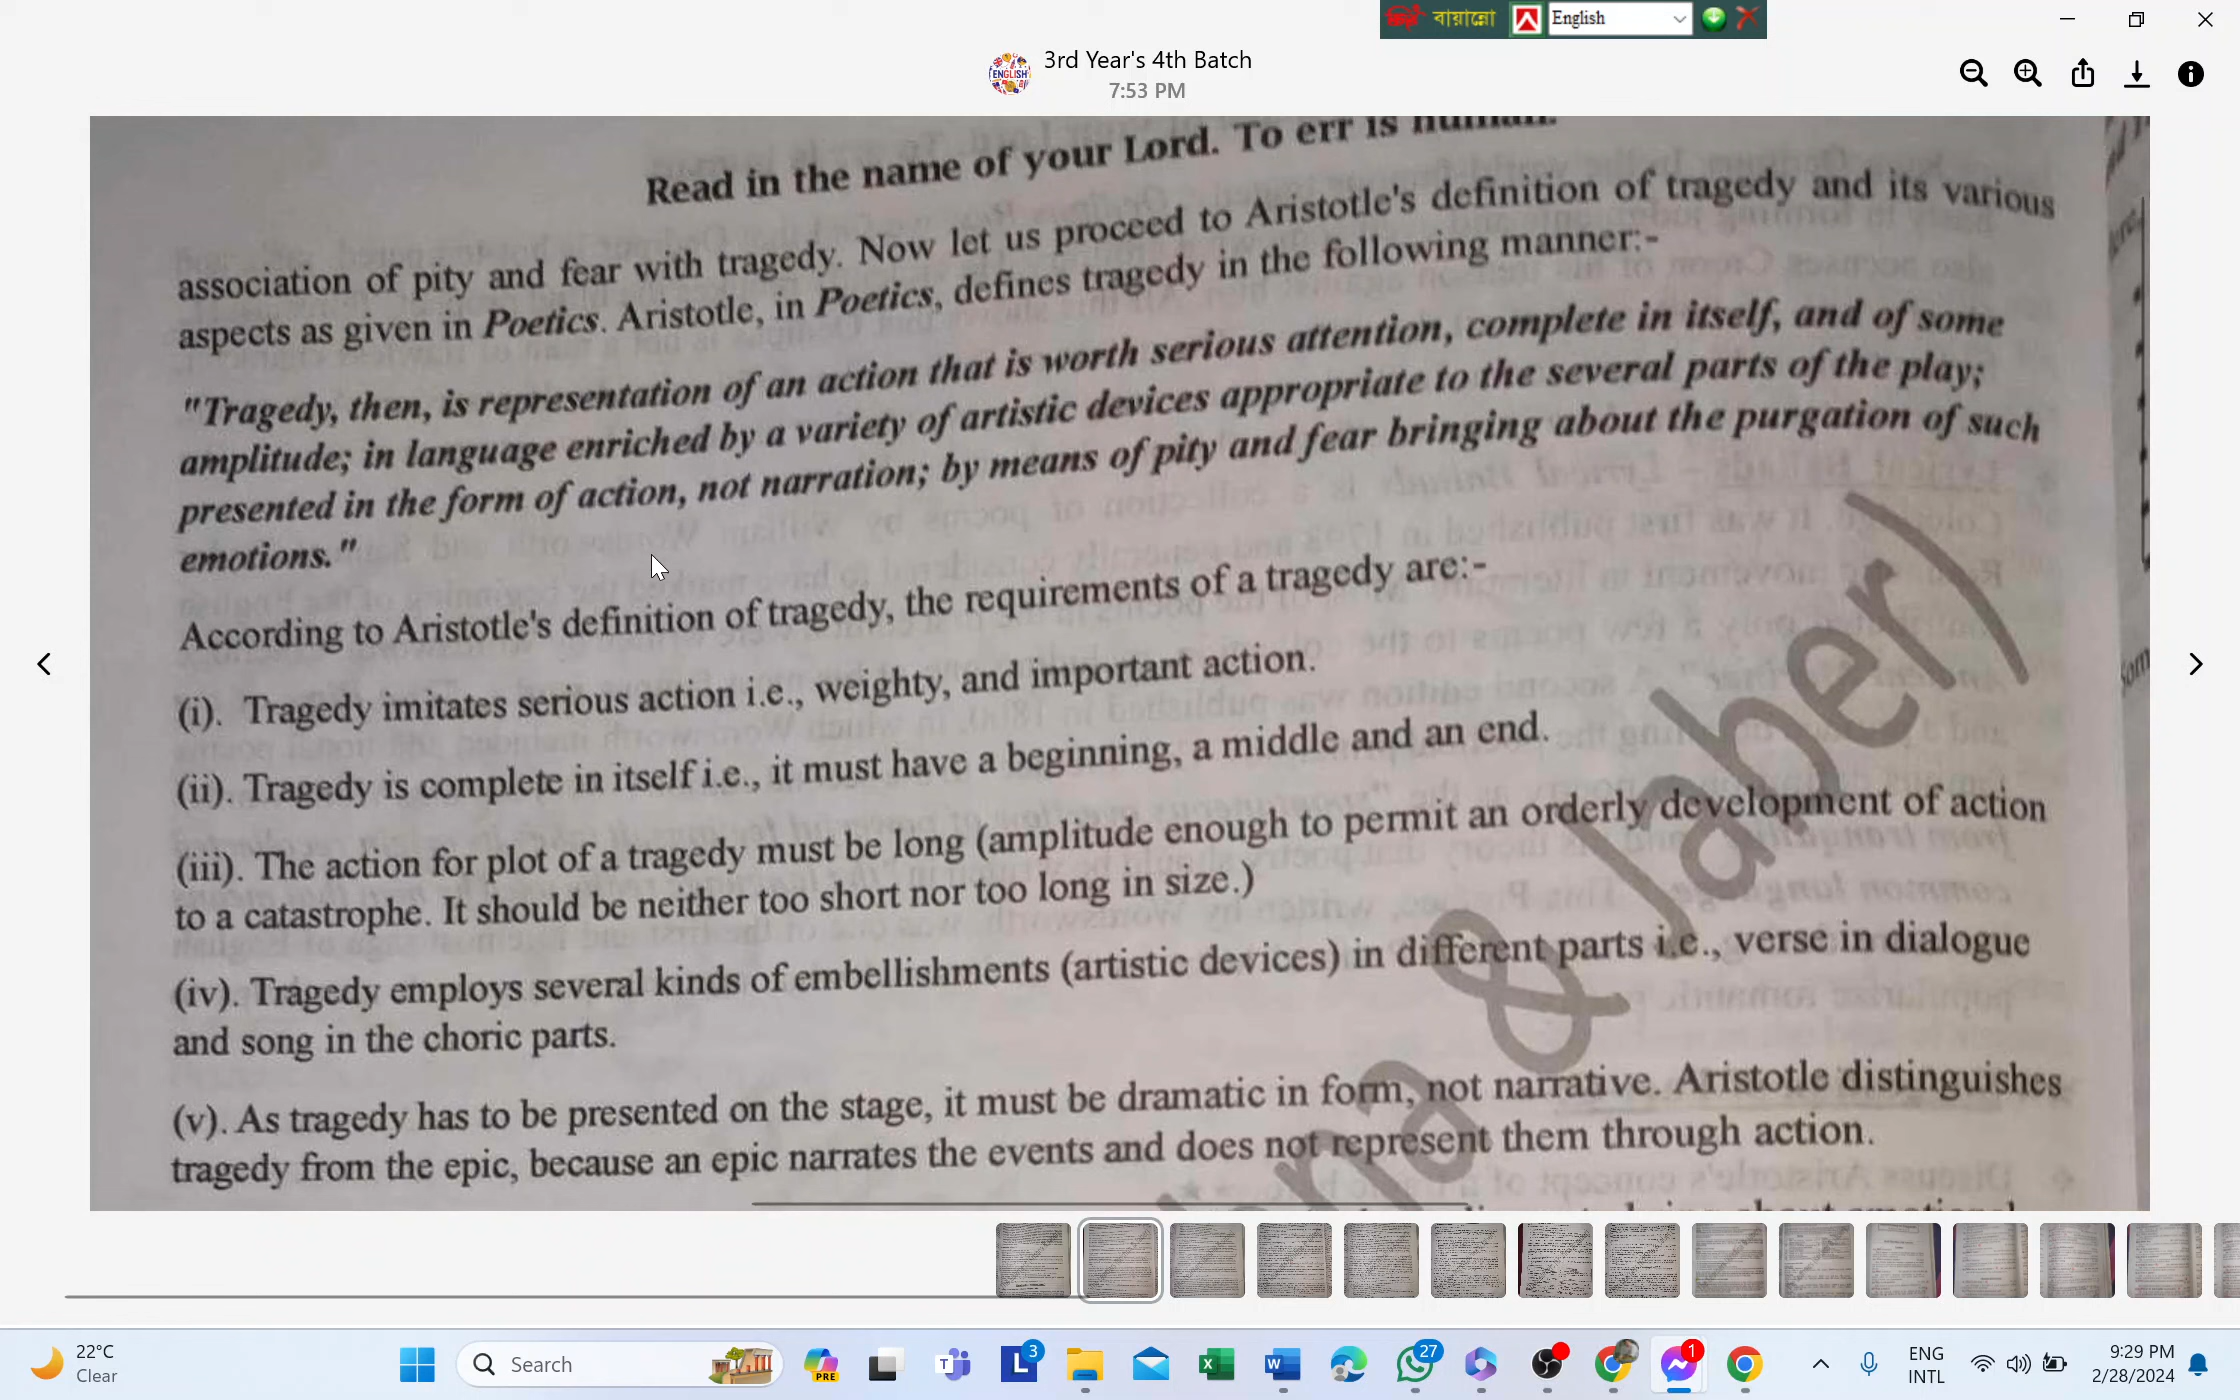 বায়ান্নো
English
3rd Year's 4th Batch
7:53 PM
ENGLISH
Read in the name of your Lord. To err is human.
association of pity and fear with tragedy. Now let us proceed to Aristotle's definition of tragedy and its various
aspects as given in Poetics. Aristotle, in Poetics, defines tragedy in the following manner:-
"Tragedy, then, is representation of an action that is worth serious attention, complete in itself, and of some
amplitude; in language enriched by a variety of artistic devices appropriate to the several parts of the play;
presented in the form of action, not narration; by means of pity and fear bringing about the purgation of such
emotions."
According to Aristotle's definition of tragedy, the requirements of a tragedy are:-
(i). Tragedy imitates serious action i.e., weighty, and important action.
(ii). Tragedy is complete in itself i.e., it must have a beginning, a middle and an end.
(iii). The action for plot of a tragedy must be long (amplitude enough to permit an orderly development of action
to a catastrophe. It should be neither too short nor too long in size.)
(iv). Tragedy employs several kinds of embellishments (artistic devices) in different parts i.e., verse in dialogue
and song in the choric parts.
(v). As tragedy has to be presented on the stage, it must be dramatic in form, not narrative. Aristotle distinguishes
tragedy from the epic, because an epic narrates the events and does not represent them through action.
na & Jaber)
22°C
Clear
Search
PRE
3
27
1
ENG
INTL
9:29 PM
2/28/2024